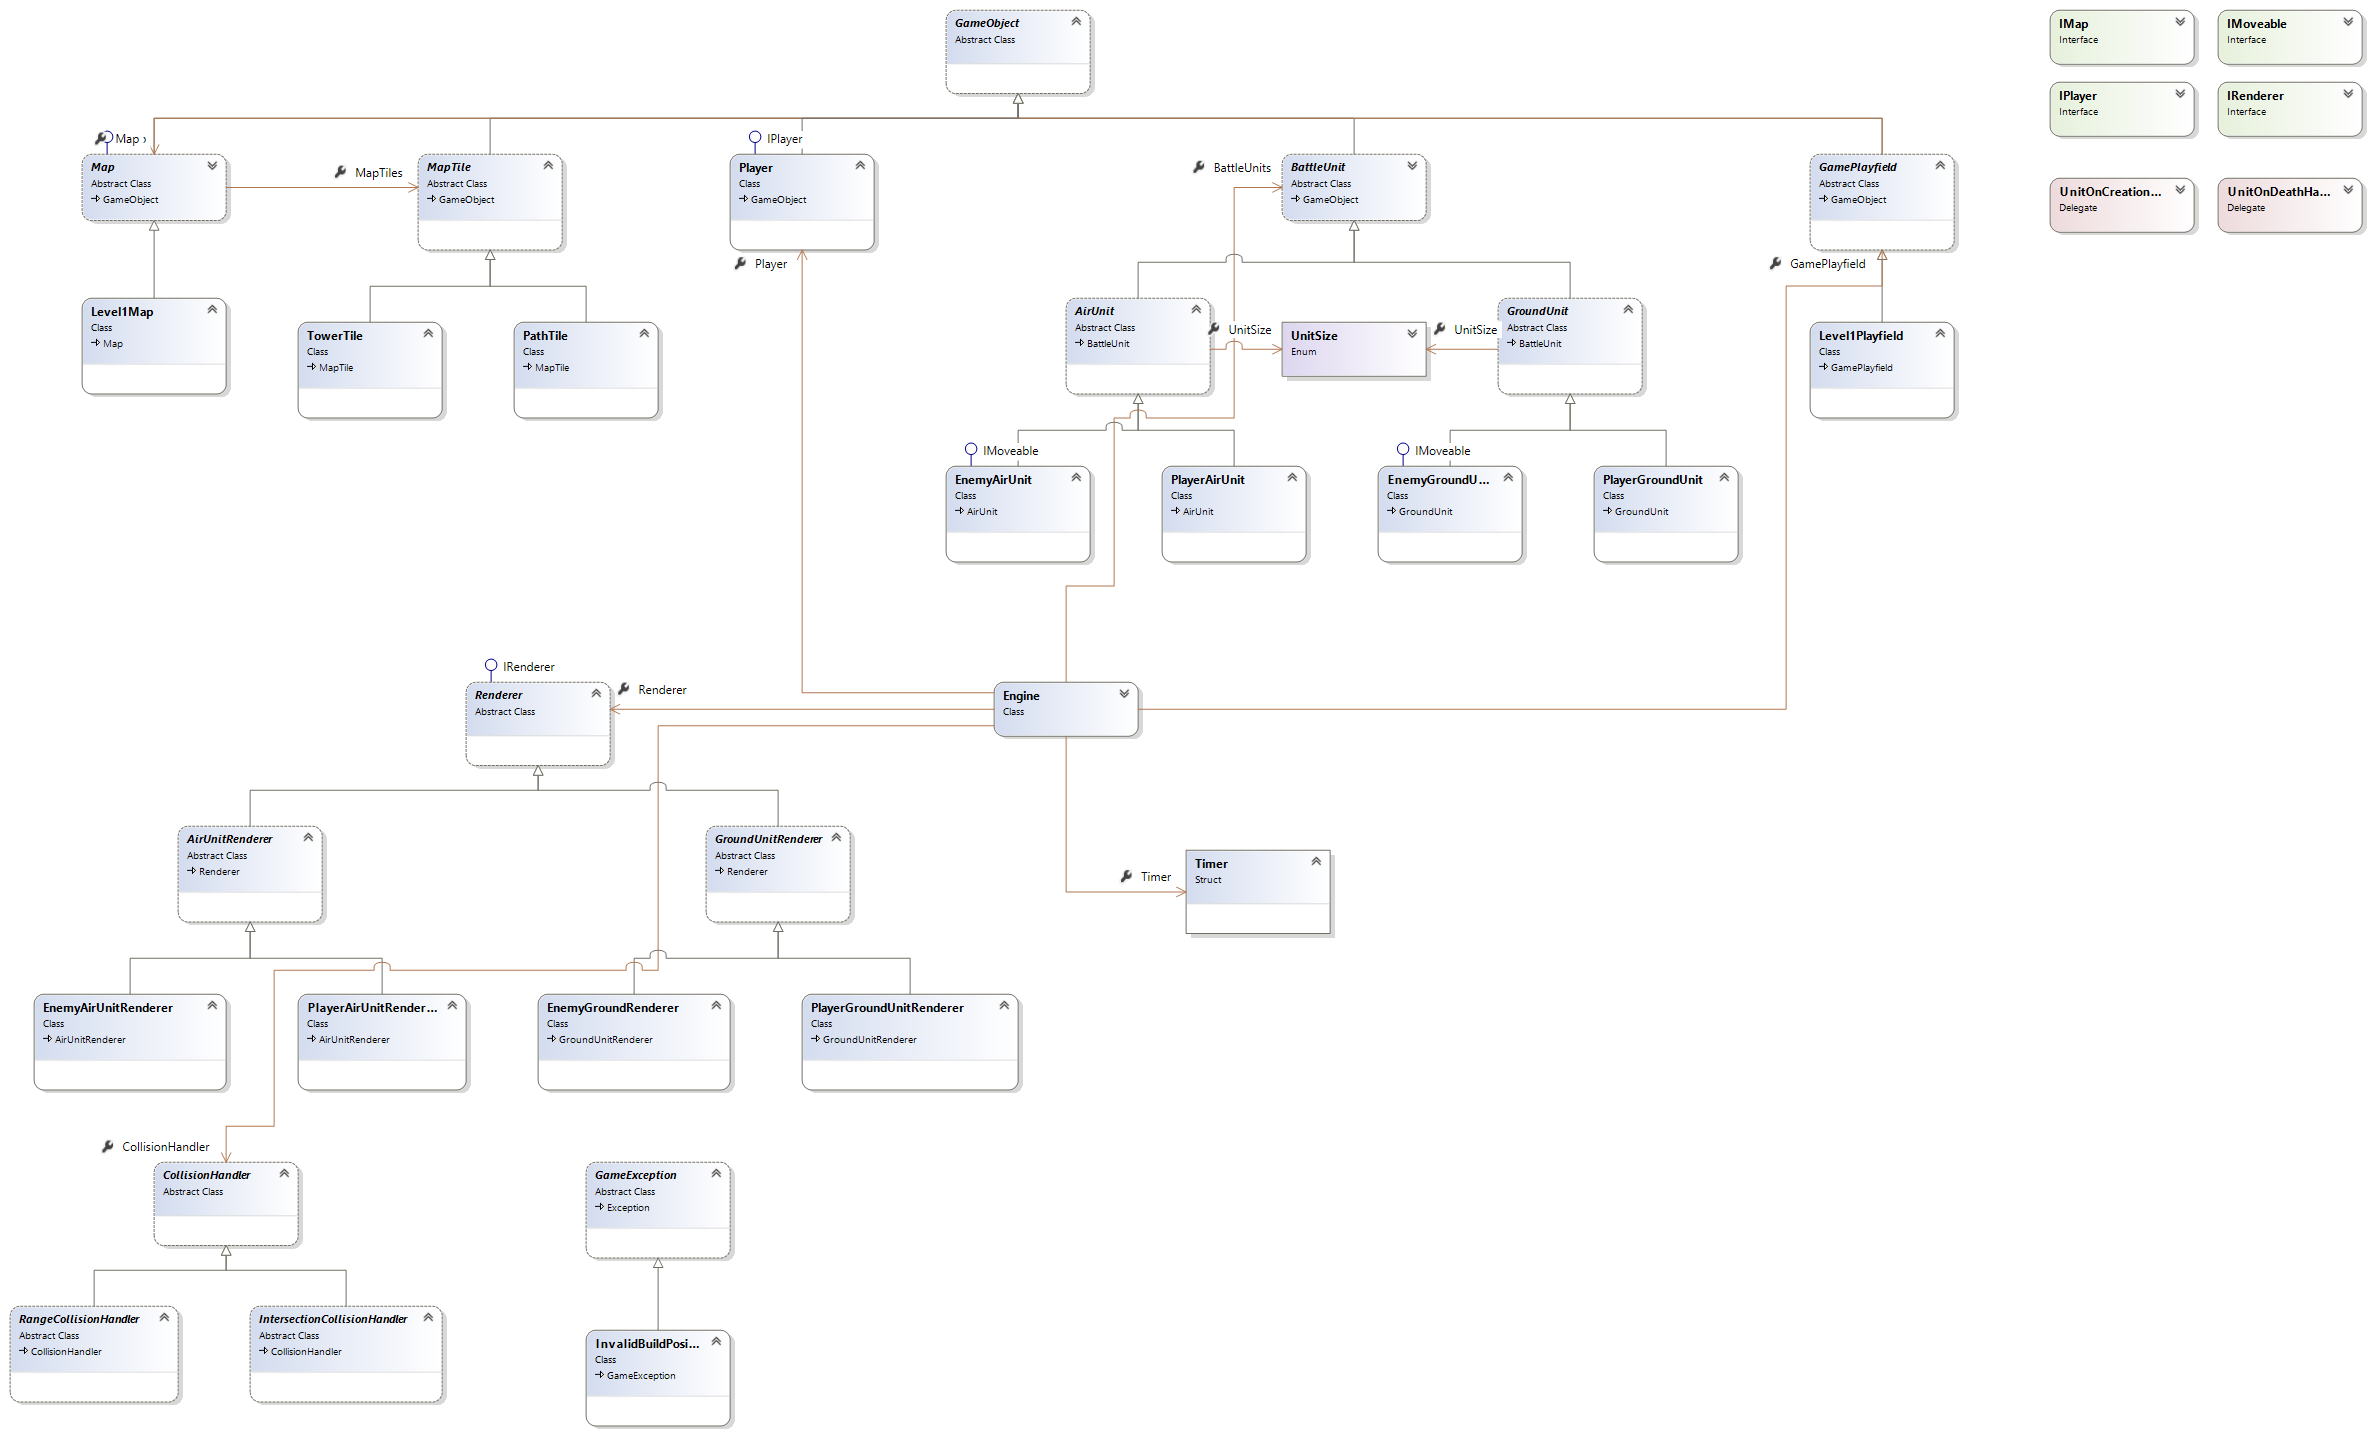 GameObject
Abstract Class
IMap
Interface
IMoveable
Interface
IPlayer
Interface
IRenderer
Interface
UnitOnCreation...
Delegate
UnitOnDeathHa...
Delegate
Map
Map
Abstract Class
GameObject
MapTiles
MapTile
Abstract Class
GameObject
IPlayer
Player
Class
GameObject
Player
BattleUnits
BattleUnit
Abstract Class
GameObject
GamePlayfield
Abstract Class
GameObject
GamePlayfield
Level1Map
Class
Map
TowerTile
Class
MapTile
PathTile
Class
MapTile
AirUnit
Abstract Class
BattleUnit
UnitSize
UnitSize
Enum
UnitSize
GroundUnit
Abstract Class
BattleUnit
Level1Playfield
Class
GamePlayfield
IMoveable
EnemyAirUnit
Class
AirUnit
PlayerAirUnit
Class
AirUnit
IMoveable
EnemyGroundU...
Class
GroundUnit
PlayerGroundUnit
Class
GroundUnit
IRenderer
Renderer
Abstract Class
Renderer
Engine
Class
AirUnitRenderer
Abstract Class
Renderer
GroundUnitRenderer
Abstract Class
Renderer
Timer
Timer
Struct
EnemyAirUnitRenderer
Class
AirUnitRenderer
PlayerAirUnitRender...
Class
AirUnitRenderer
EnemyGroundRenderer
Class
GroundUnitRenderer
PlayerGroundUnitRenderer
Class
GroundUnitRenderer
CollisionHandler
CollisionHandler
Abstract Class
GameException
Abstract Class
Exception
RangeCollisionHandler
Abstract Class
CollisionHandler
IntersectionCollisionHandler
Abstract Class
CollisionHandler
InvalidBuildPosi...
Class
GameException